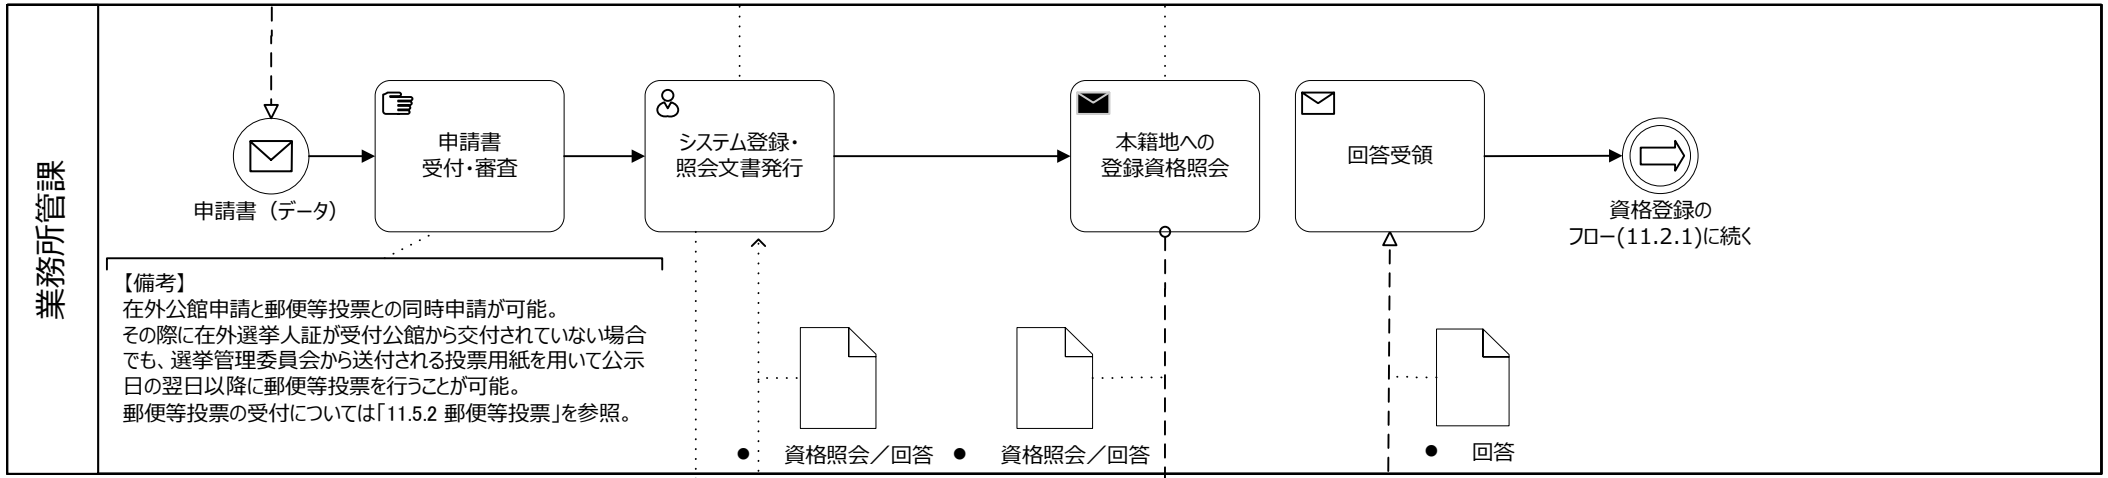 業務所管課
申請書（データ）
申請書
受付・審査
システム登録・
照会文書発行
本籍地への
登録資格照会
回答受領
資格登録の
フロー(11.2.1)に続く
【備考】
在外公館申請と郵便等投票との同時申請が可能。
その際に在外選挙人証が受付公館から交付されていない場合
でも、選挙管理委員会から送付される投票用紙を用いて公示
日の翌日以降に郵便等投票を行うことが可能。
郵便等投票の受付については「11.5.2 郵便等投票」を参照。
● 資格照会／回答
● 資格照会／回答
● 回答